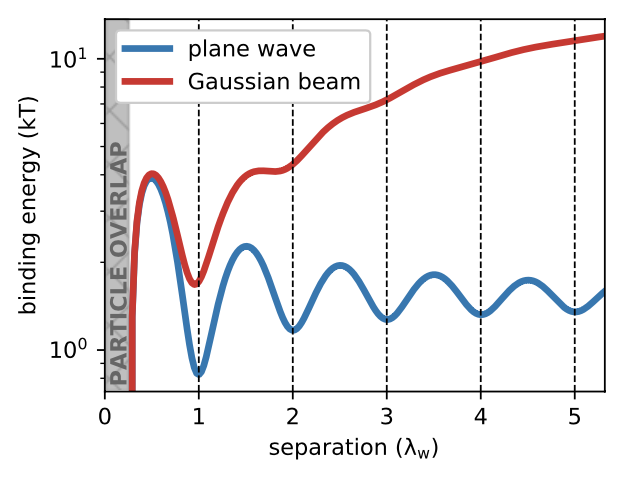 plane wave
Gaussian beam
PARTICLE OVERLAP
binding energy (kT)
10¹
10⁰
0 1 2 3 4 5
separation (λw)